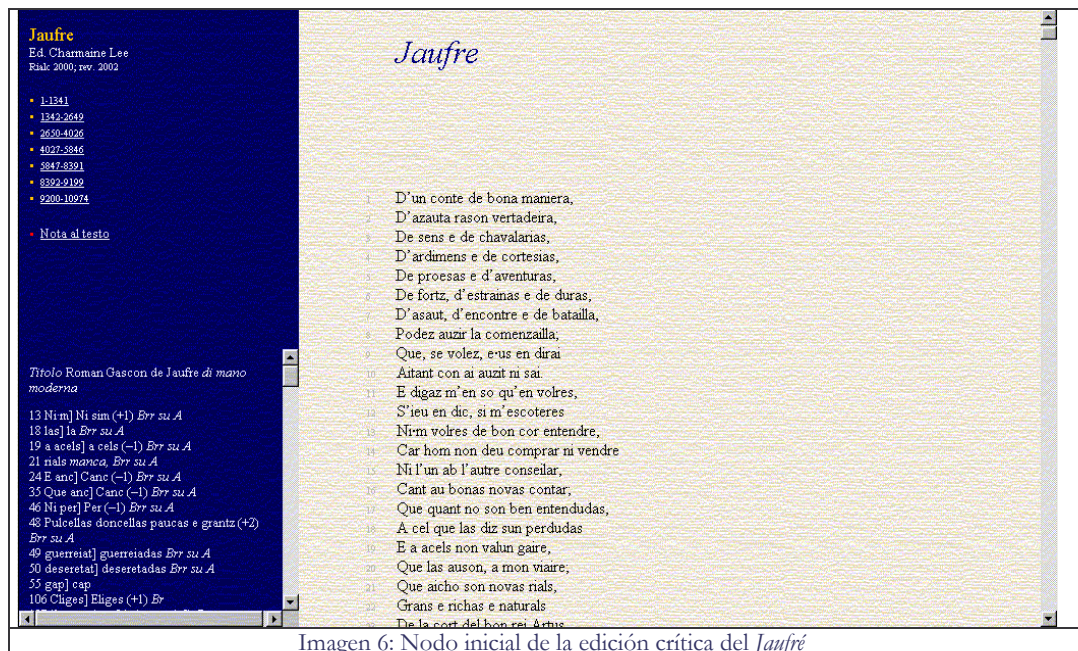 Jaufre
Ed. Charmaine Lee
Rialc 2000; rev. 2002
1-1341
1342-2649
2650-4026
4027-5846
5847-8391
8392-9199
9200-10974
Nota al testo
Titolo Roman Gascon de Jaufre di mano
moderna
13 Ni·m] Ni sim (+1) Brr su A
18 las] la Brr su A
19 a acels] a cels (–1) Brr su A
21 rials manca, Brr su A
24 E anc] Canc (–1) Brr su A
35 Que anc] Canc (–1) Brr su A
46 Ni per] Per (–1) Brr su A
48 Pulcellas doncellas paucas e grantz (+2)
Brr su A
49 guerreiat] guerreiadas Brr su A
50 deseretat] deseretadas Brr su A
55 gap] cap
106 Cliges] Eliges (+1) Br
Jaufre
1 D'un conte de bona maniera,
2 D'azauta rason vertadeira,
3 De sens e de chavalarias,
4 D'ardimens e de cortesias,
5 De proesas e d'aventuras,
6 De fortz, d'estrainas e de duras,
7 D'asaut, d'encontre e de batailla,
8 Podez auzir la comenzailla;
9 Que, se volez, e·us en dirai
10 Aitant con ai auzit ni sai.
11 E digaz m'en so qu'en volres,
12 S'ieu en dic, si m'escoteres
13 Ni·m volres de bon cor entendre,
14 Car hom non deu comprar ni vendre
15 Ni l'un ab l'autre conseilar,
16 Cant au bonas novas contar;
17 Que quant no son ben entendudas,
18 A cel que las diz sun perdudas
19 E a acels non valun gaire,
20 Que las auson, a mon viaire;
21 Que aicho son novas rials,
22 Grans e richas e naturals
De la cort del bon rei Artus
Imagen 6: Nodo inicial de la edición crítica del Jaufré